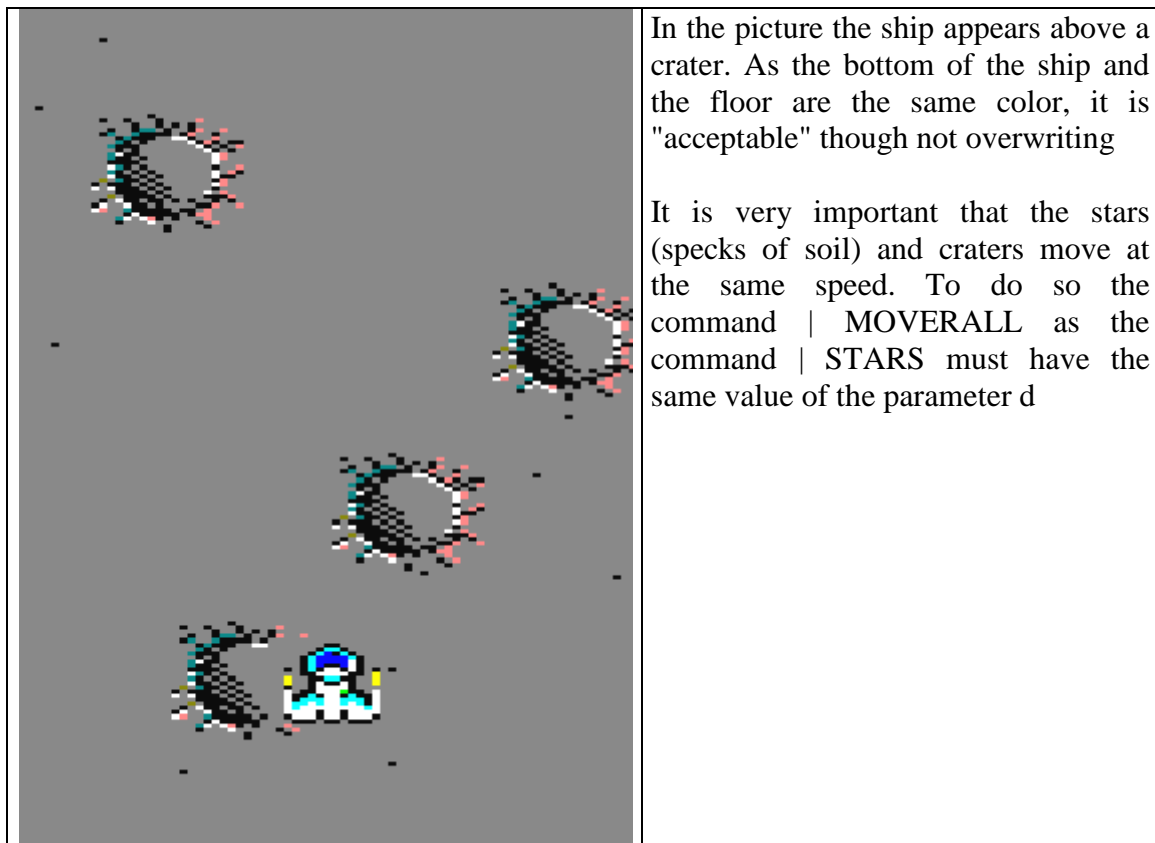 In the picture the ship appears above a
crater. As the bottom of the ship and
the floor are the same color, it is
"acceptable" though not overwriting
It is very important that the stars
(specks of soil) and craters move at
the same speed. To do so the
command | MOVERALL as the
command | STARS must have the
same value of the parameter d